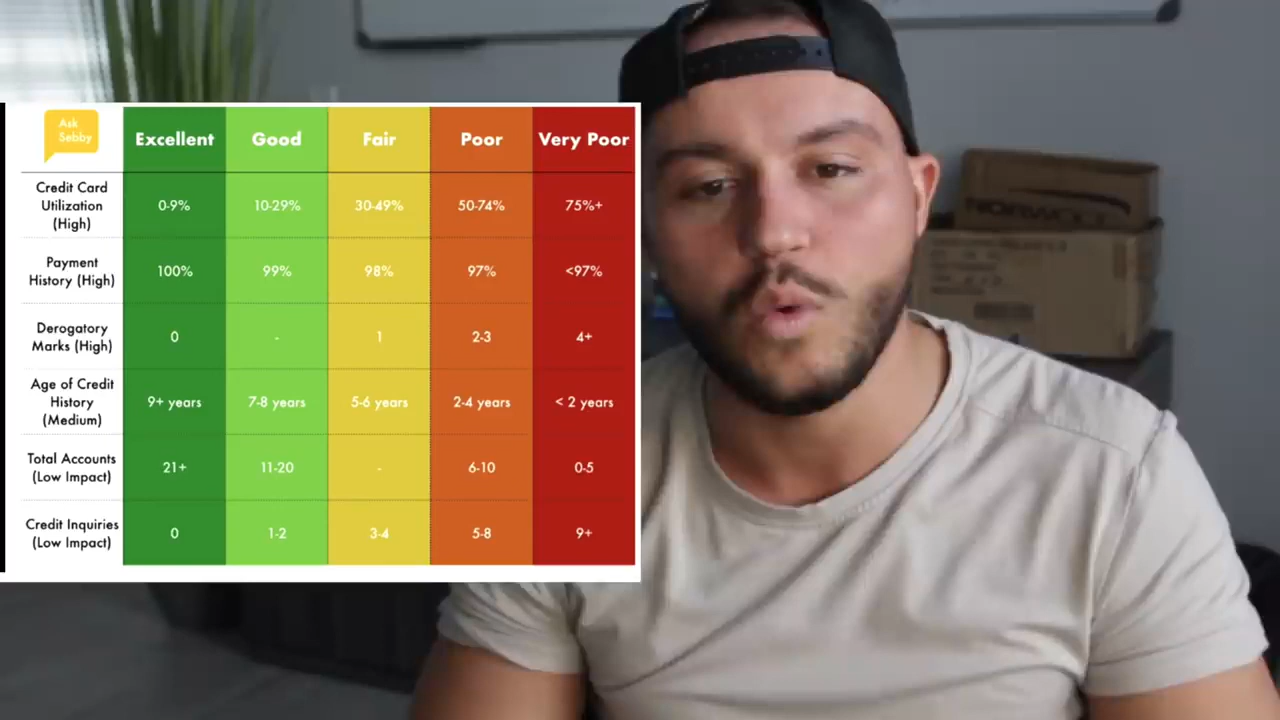 Ask
Sebby
Excellent
Good
Fair
Poor
Very Poor
Credit Card
Utilization
(High)
0-9%
10-29%
30-49%
50-74%
75%+
Payment
History (High)
100%
99%
98%
97%
<97%
Derogatory
Marks (High)
0
-
1
2-3
4+
Age of Credit
History
(Medium)
9+ years
7-8 years
5-6 years
2-4 years
< 2 years
Total Accounts
(Low Impact)
21+
11-20
-
6-10
0-5
Credit Inquiries
(Low Impact)
0
1-2
3-4
5-8
9+